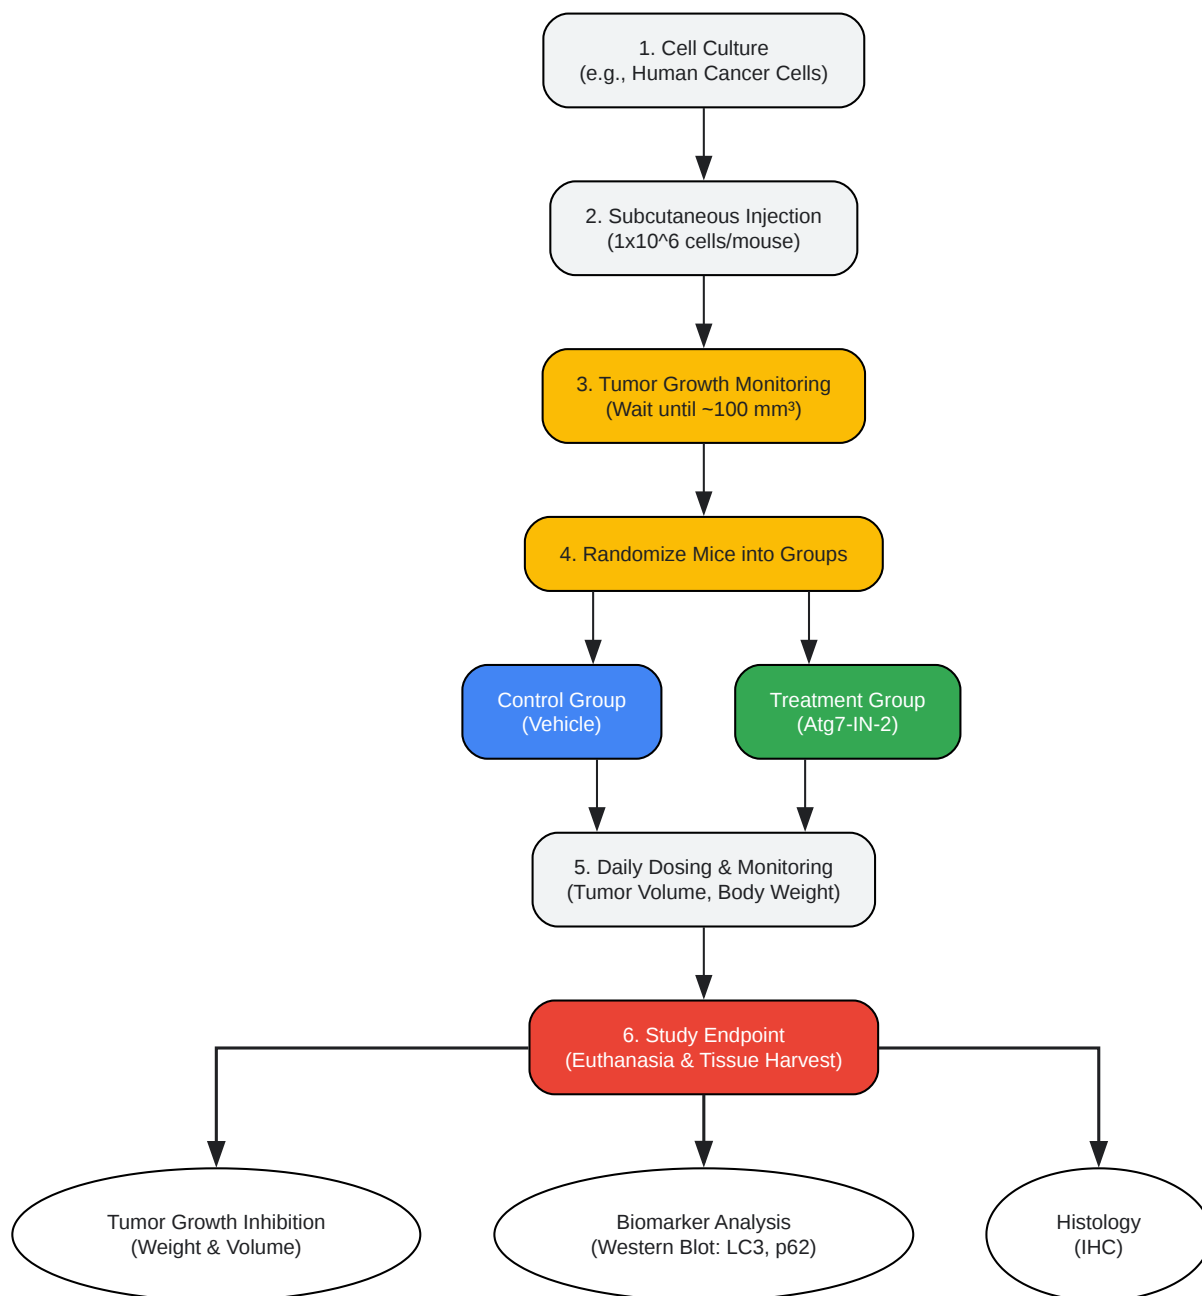 1. Cell Culture
(e.g., Human Cancer Cells)
2. Subcutaneous Injection
(1x10^6 cells/mouse)
3. Tumor Growth Monitoring
(Wait until ~100 mm³)
4. Randomize Mice into Groups
Control Group
(Vehicle)
Treatment Group
(Atg7-IN-2)
5. Daily Dosing & Monitoring
(Tumor Volume, Body Weight)
6. Study Endpoint
(Euthanasia & Tissue Harvest)
Tumor Growth Inhibition
(Weight & Volume)
Biomarker Analysis
(Western Blot: LC3, p62)
Histology
(IHC)